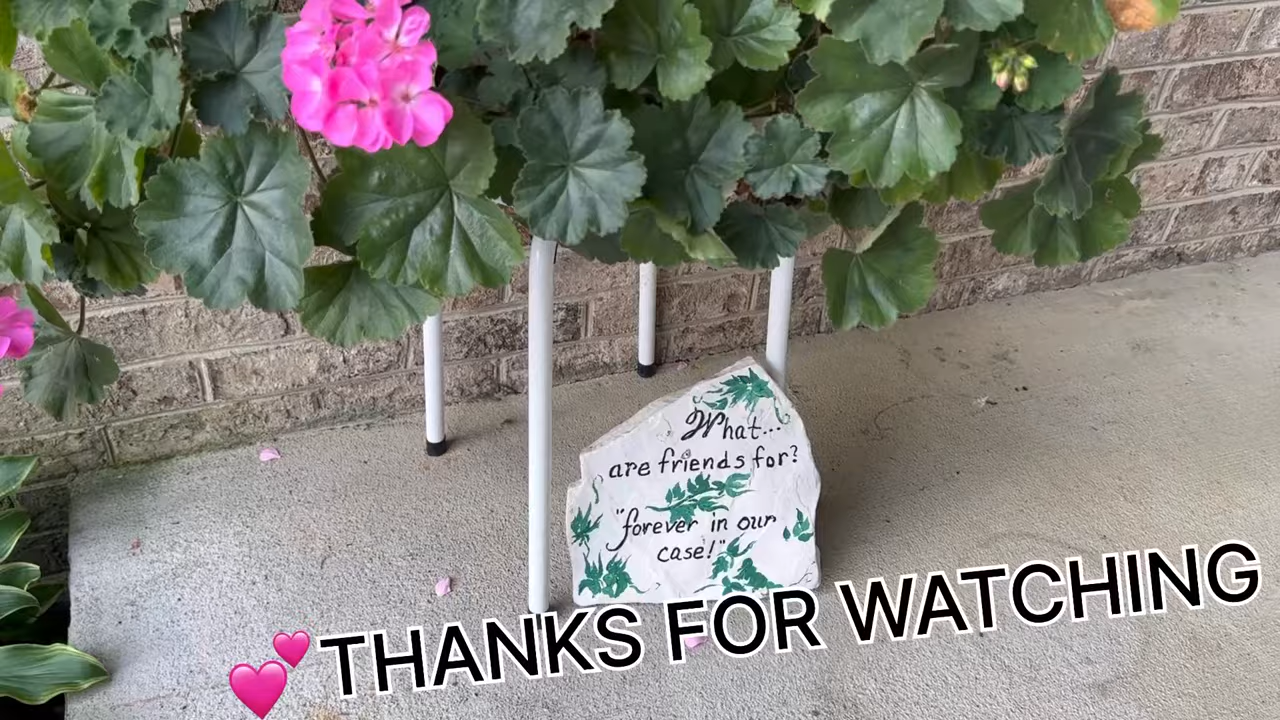 What...
are friends for?
"forever in our
case!"
💕THANKS FOR WATCHING